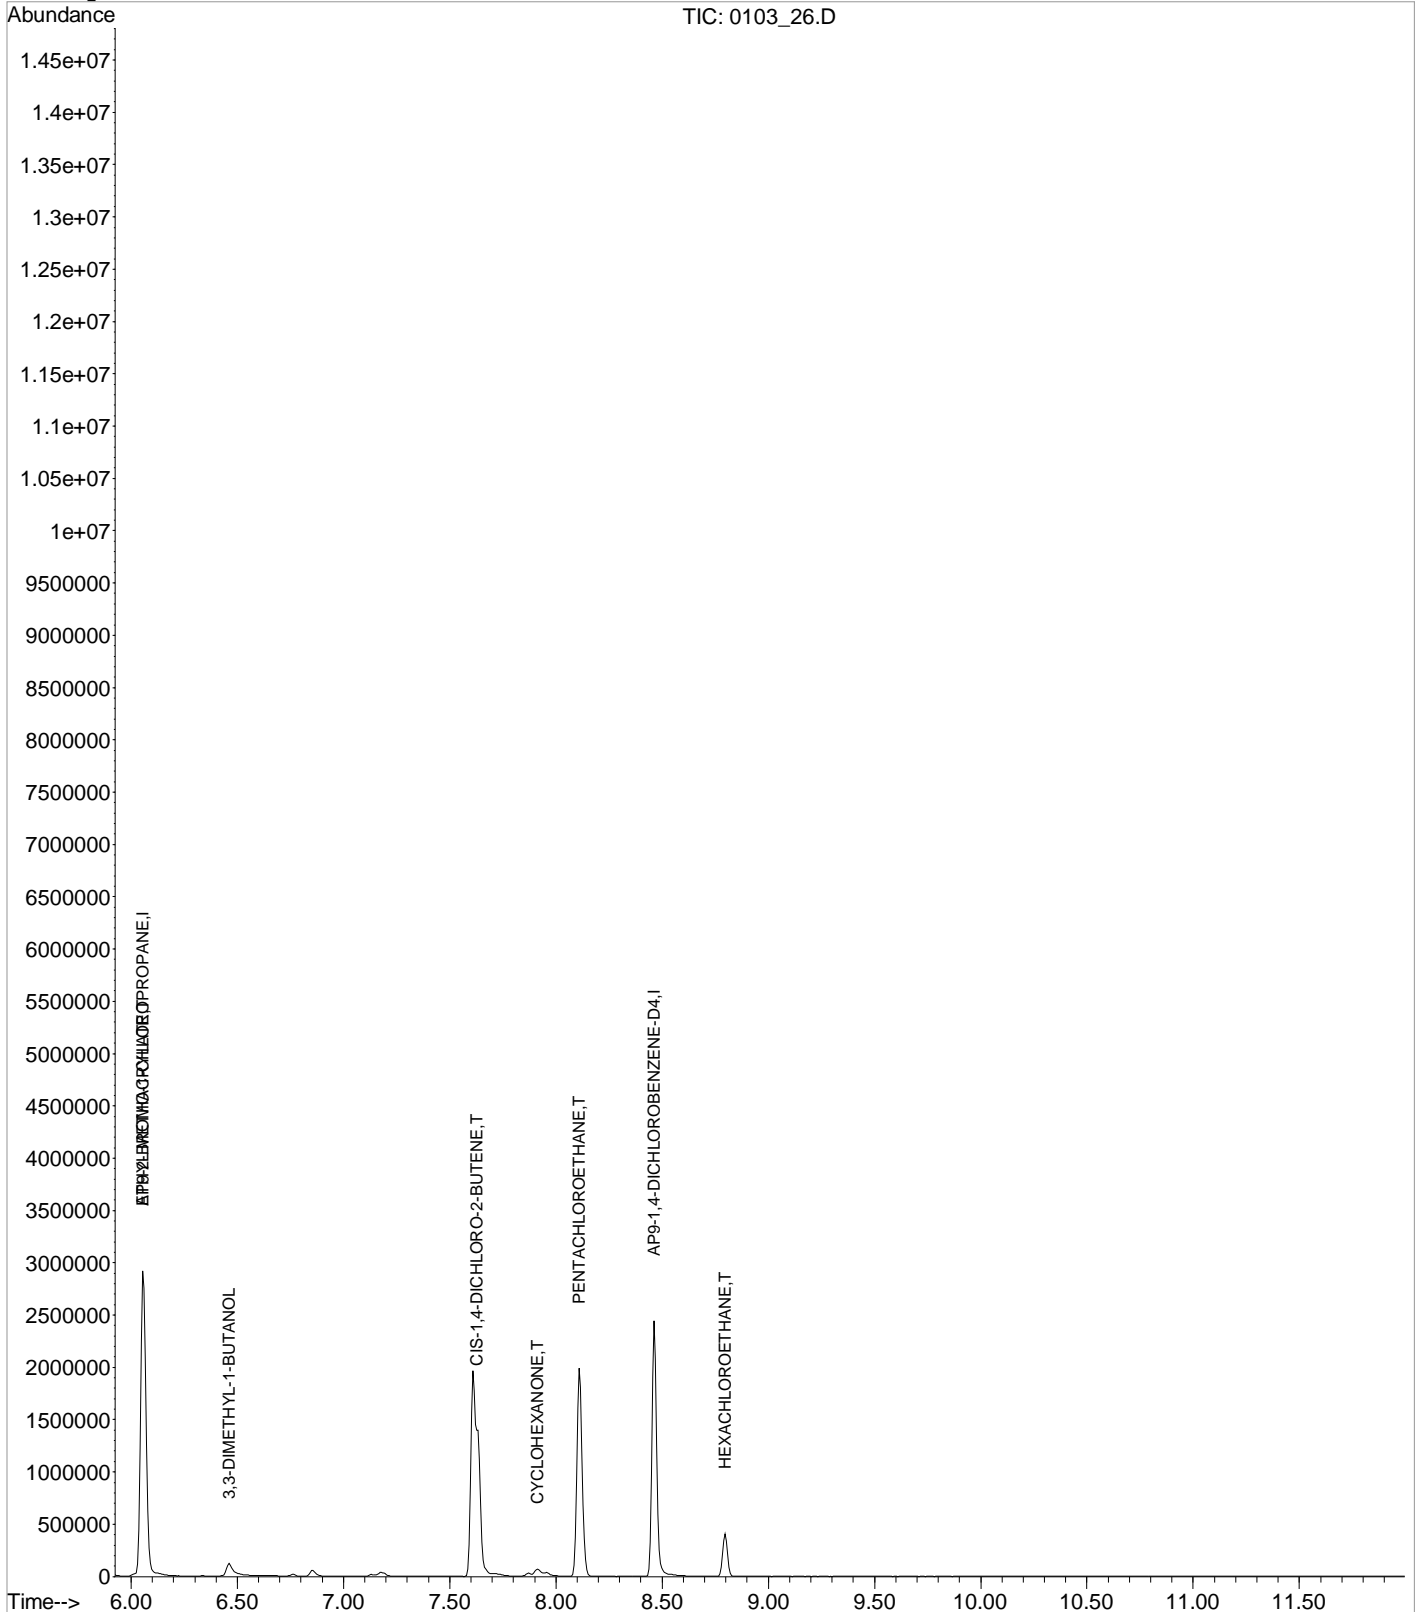 Abundance
TIC: 0103_26.D
1.45e+07
1.4e+07
1.35e+07
1.3e+07
1.25e+07
1.2e+07
1.15e+07
1.1e+07
1.05e+07
1e+07
9500000
9000000
8500000
8000000
7500000
7000000
6500000
6000000
5500000
5000000
4500000
4000000
3500000
3000000
2500000
2000000
1500000
1000000
500000
0
3,3-DIMETHYL-1-BUTANOL
CIS-1,4-DICHLORO-2-BUTENE,T
CYCLOHEXANONE,T
PENTACHLOROETHANE,T
AP9-1,4-DICHLOROBENZENE-D4,I
HEXACHLOROETHANE,T
Time--> 6.00 6.50 7.00 7.50 8.00 8.50 9.00 9.50 10.00 10.50 11.00 11.50